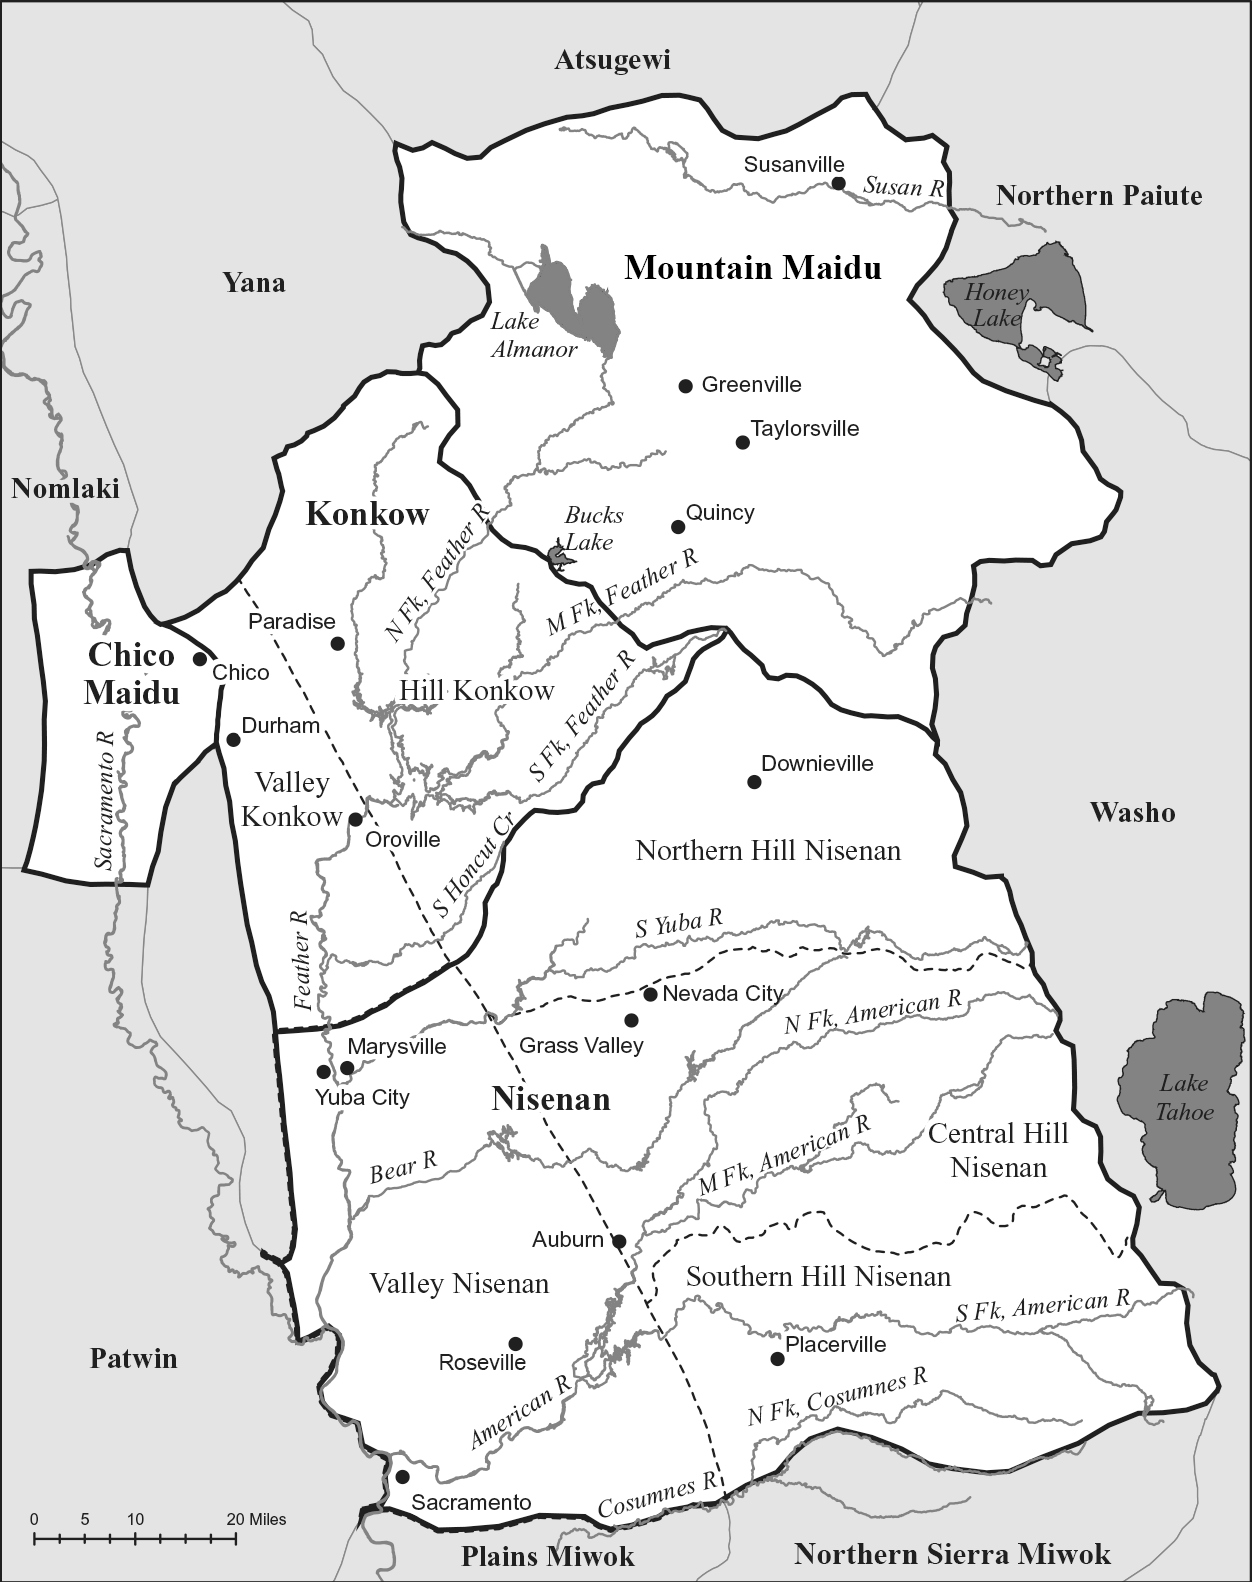 Atsugewi
Susanville
Susan R
Northern Paiute
Mountain Maidu
Yana
Honey
Lake
Lake
Almanor
Greenville
Taylorsville
Nomlaki
Konkow
Quincy
Bucks
Lake
N Fk, Feather R
M Fk, Feather R
Paradise
Chico
Maidu
Chico
Hill Konkow
S Fk, Feather R
Durham
Sacramento R
Valley
Konkow
Oroville
Downieville
Washo
Northern Hill Nisenan
S Honcut Cr
Feather R
S Yuba R
Nevada City
N Fk, American R
Grass Valley
Marysville
Yuba City
Nisenan
Lake
Tahoe
Central Hill
Nisenan
M Fk, American R
Bear R
Auburn
Valley Nisenan
Southern Hill Nisenan
S Fk, American R
Patwin
Roseville
Placerville
American R
N Fk, Cosumnes R
Sacramento
Cosumnes R
0 5 10 20 Miles
Plains Miwok
Northern Sierra Miwok